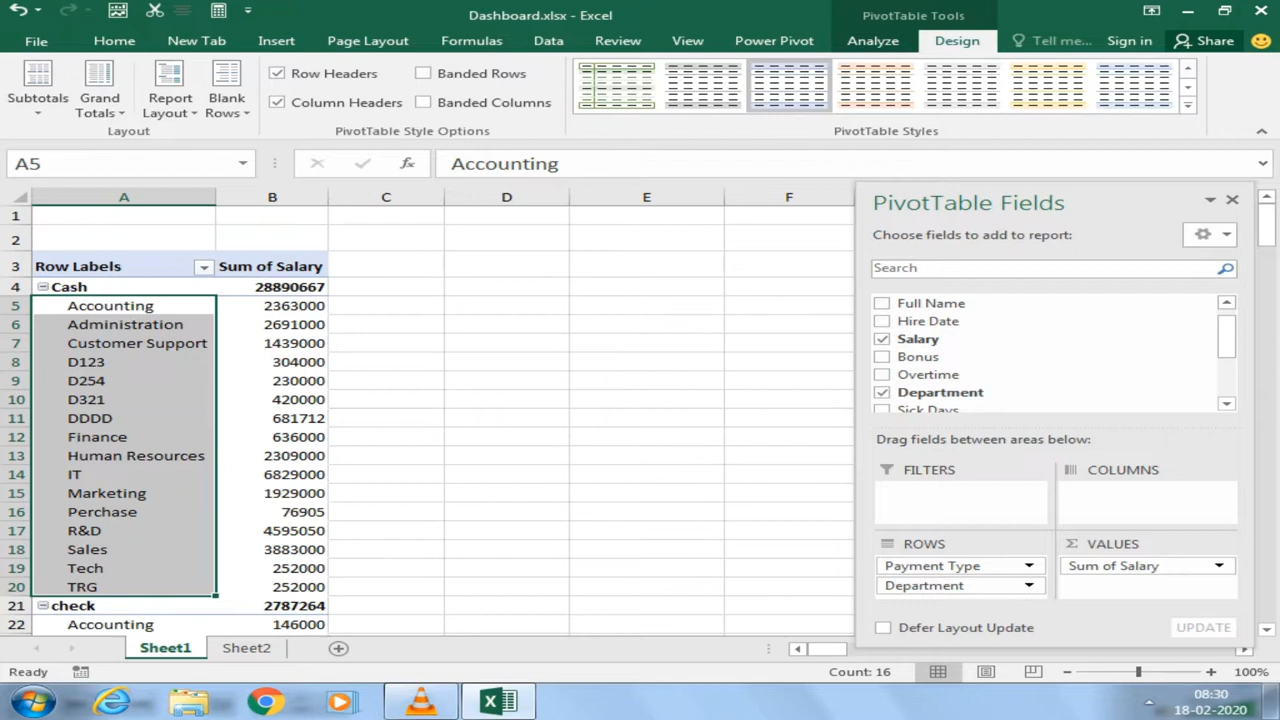 Dashboard.xlsx - Excel
PivotTable Tools
File Home New Tab Insert Page Layout Formulas Data Review View Power Pivot Analyze Design Tell me... Sign in Share
Subtotals
Grand Totals
Report Layout
Blank Rows
Layout
Row Headers
Banded Rows
Column Headers
Banded Columns
PivotTable Style Options
PivotTable Styles
A5
fx
Accounting
A B C D E F
1
2
3 Row Labels Sum of Salary
4 Cash 28890667
5 Accounting 2363000
6 Administration 2691000
7 Customer Support 1439000
8 D123 304000
9 D254 230000
10 D321 420000
11 DDDD 681712
12 Finance 636000
13 Human Resources 2309000
14 IT 6829000
15 Marketing 1929000
16 Perchase 76905
17 R&D 4595050
18 Sales 3883000
19 Tech 252000
20 TRG 252000
21 check 2787264
22 Accounting 146000
PivotTable Fields
Choose fields to add to report:
Search
Full Name
Hire Date
Salary
Bonus
Overtime
Department
Sick Days
Drag fields between areas below:
FILTERS
COLUMNS
ROWS
Payment Type
Department
Σ VALUES
Sum of Salary
Defer Layout Update
UPDATE
Sheet1 Sheet2
Ready
Count: 16
100%
08:30
18-02-2020